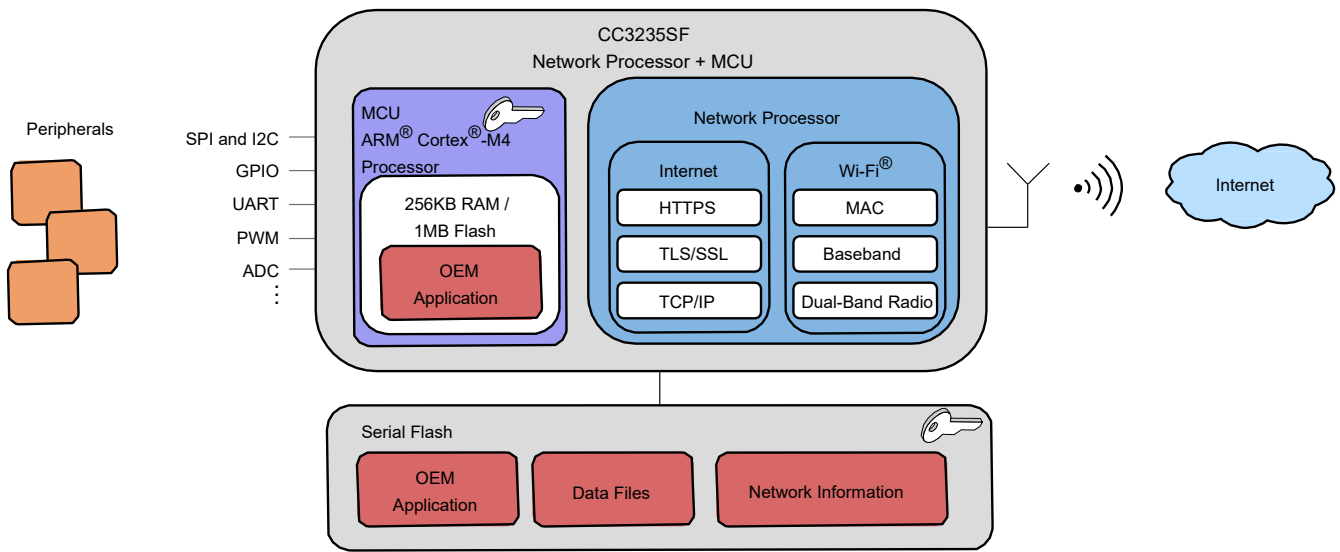 CC3235SF
Network Processor + MCU
Peripherals
SPI and I2C
GPIO
UART
PWM
ADC
⋮
MCU
ARM® Cortex®-M4
Processor
256KB RAM /
1MB Flash
OEM
Application
Network Processor
Internet
HTTPS
TLS/SSL
TCP/IP
Wi-Fi®
MAC
Baseband
Dual-Band Radio
Internet
Serial Flash
OEM
Application
Data Files
Network Information